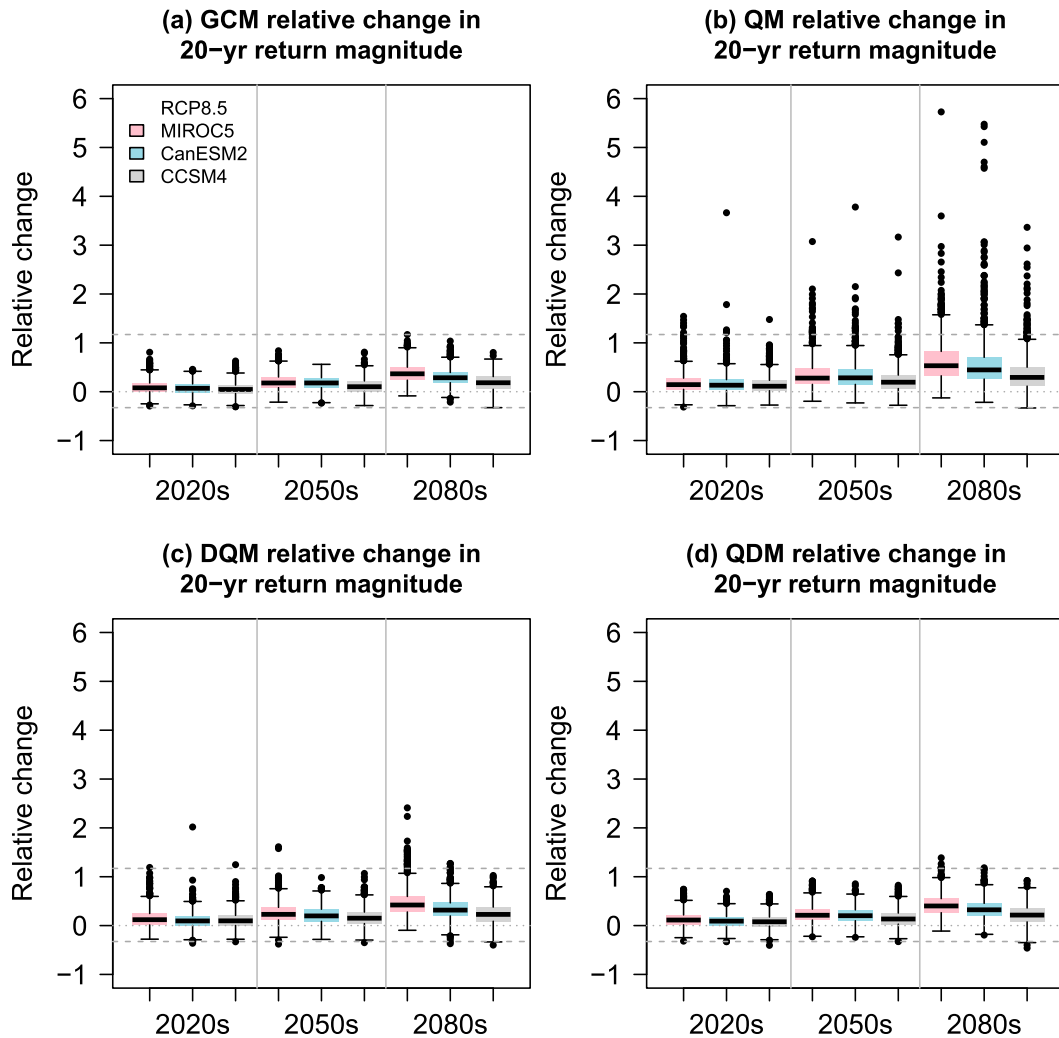 (a) GCM relative change in
20−yr return magnitude
Relative change
6
5
4
3
2
1
0
−1
RCP8.5
MIROC5
CanESM2
CCSM4
2020s 2050s 2080s
(b) QM relative change in
20−yr return magnitude
Relative change
6
5
4
3
2
1
0
−1
2020s 2050s 2080s
(c) DQM relative change in
20−yr return magnitude
Relative change
6
5
4
3
2
1
0
−1
2020s 2050s 2080s
(d) QDM relative change in
20−yr return magnitude
Relative change
6
5
4
3
2
1
0
−1
2020s 2050s 2080s